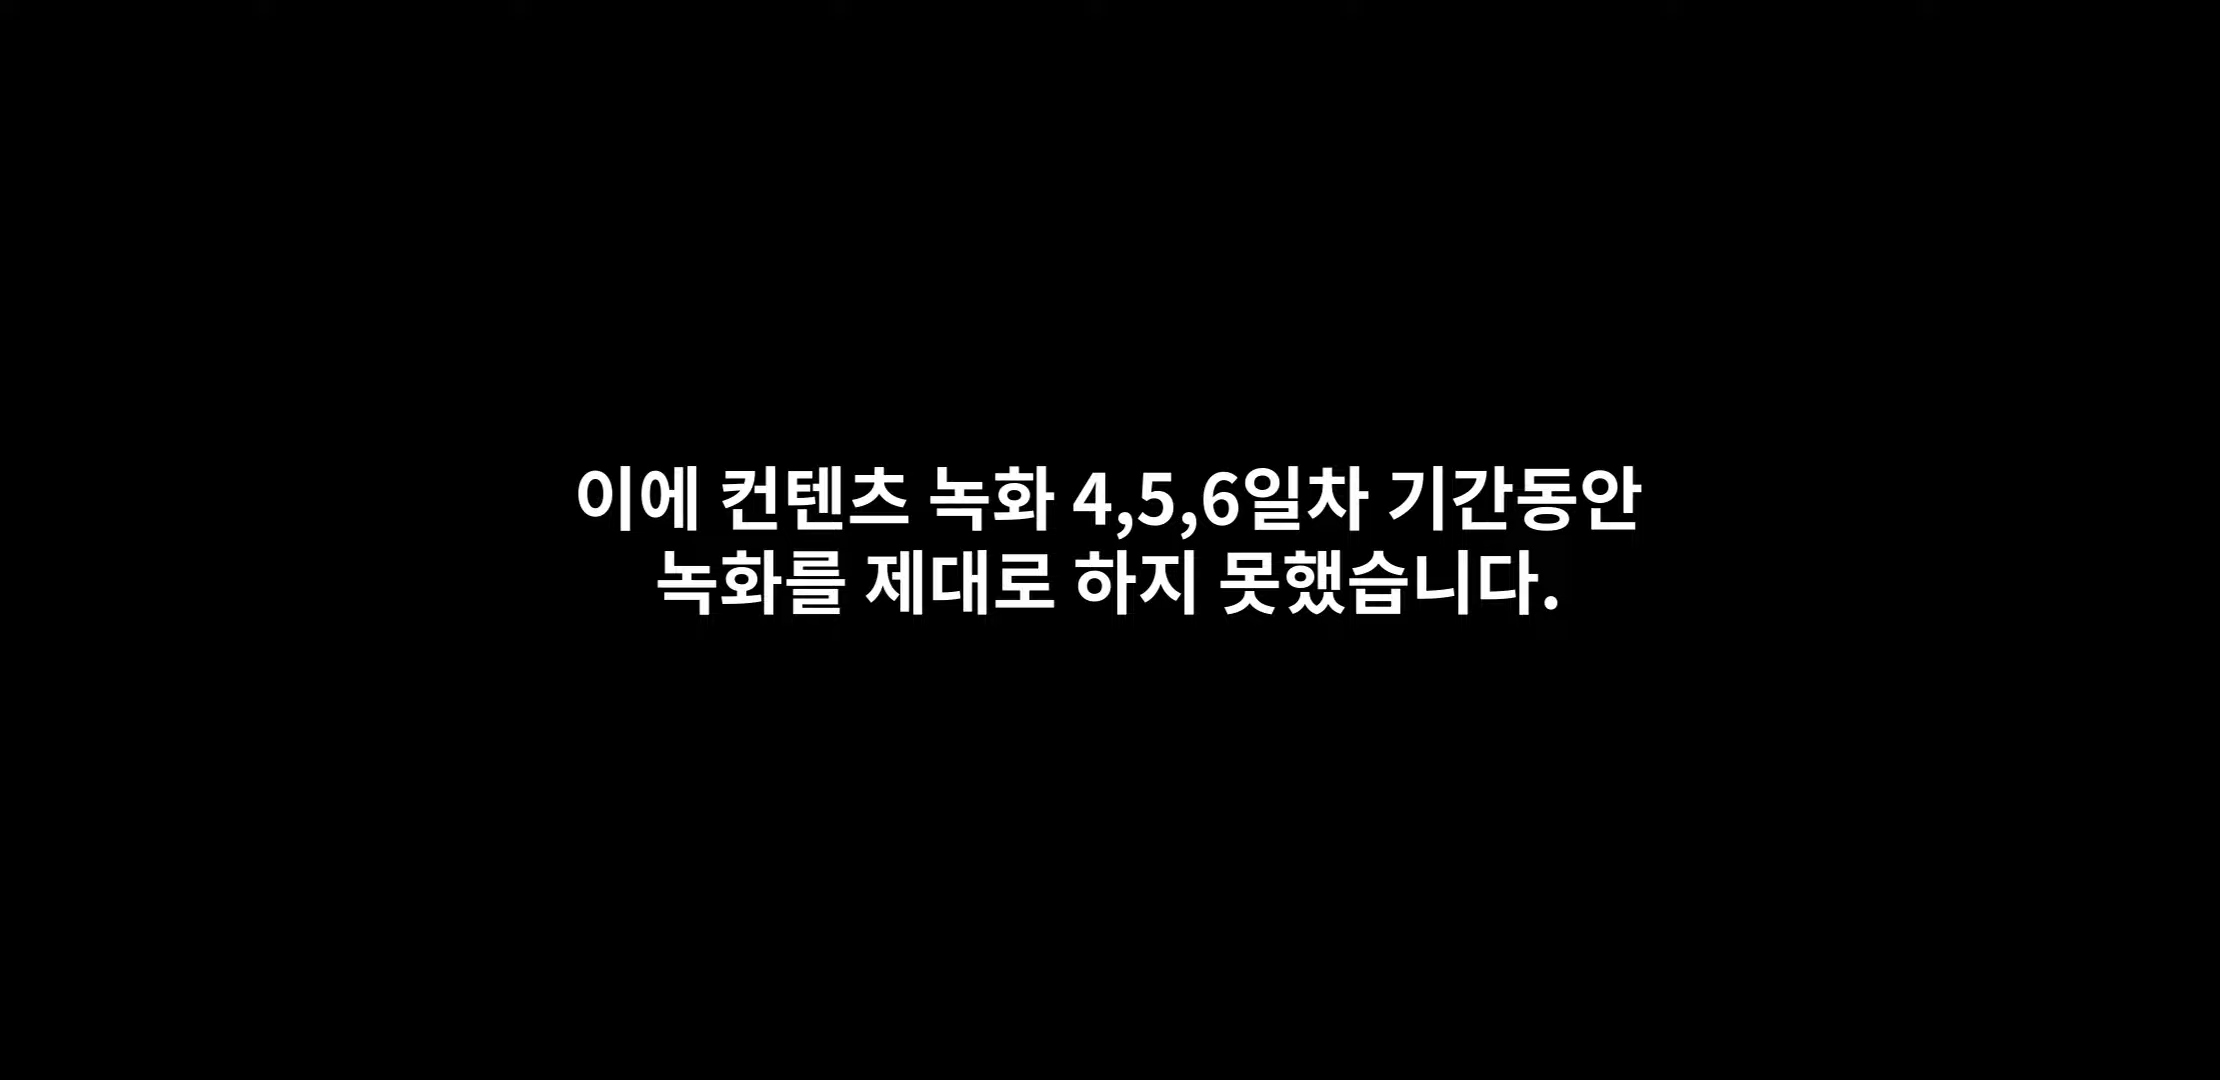 이에 컨텐츠 녹화 4,5,6일차 기간동안
녹화를 제대로 하지 못했습니다.